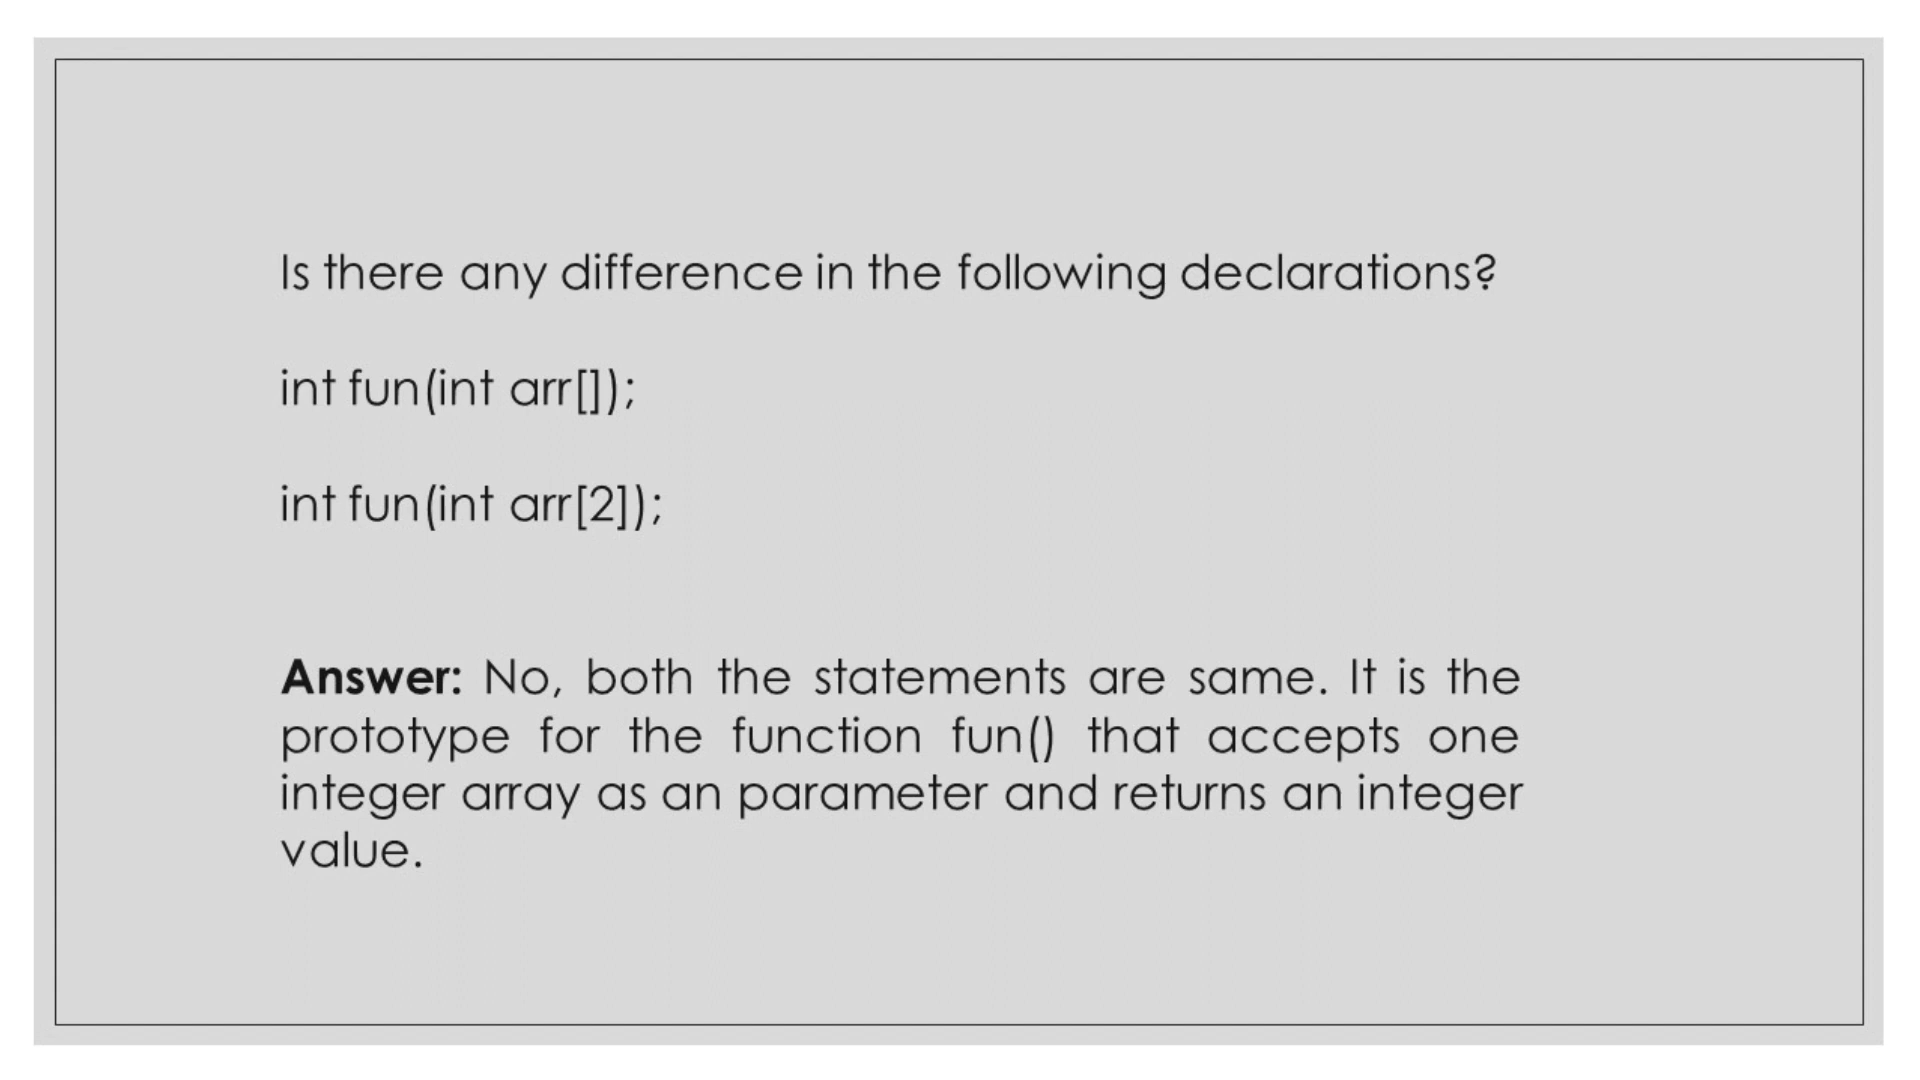 Is there any difference in the following declarations?
int fun(int arr[]);
int fun(int arr[2]);
Answer: No, both the statements are same. It is the
prototype for the function fun() that accepts one
integer array as an parameter and returns an integer
value.